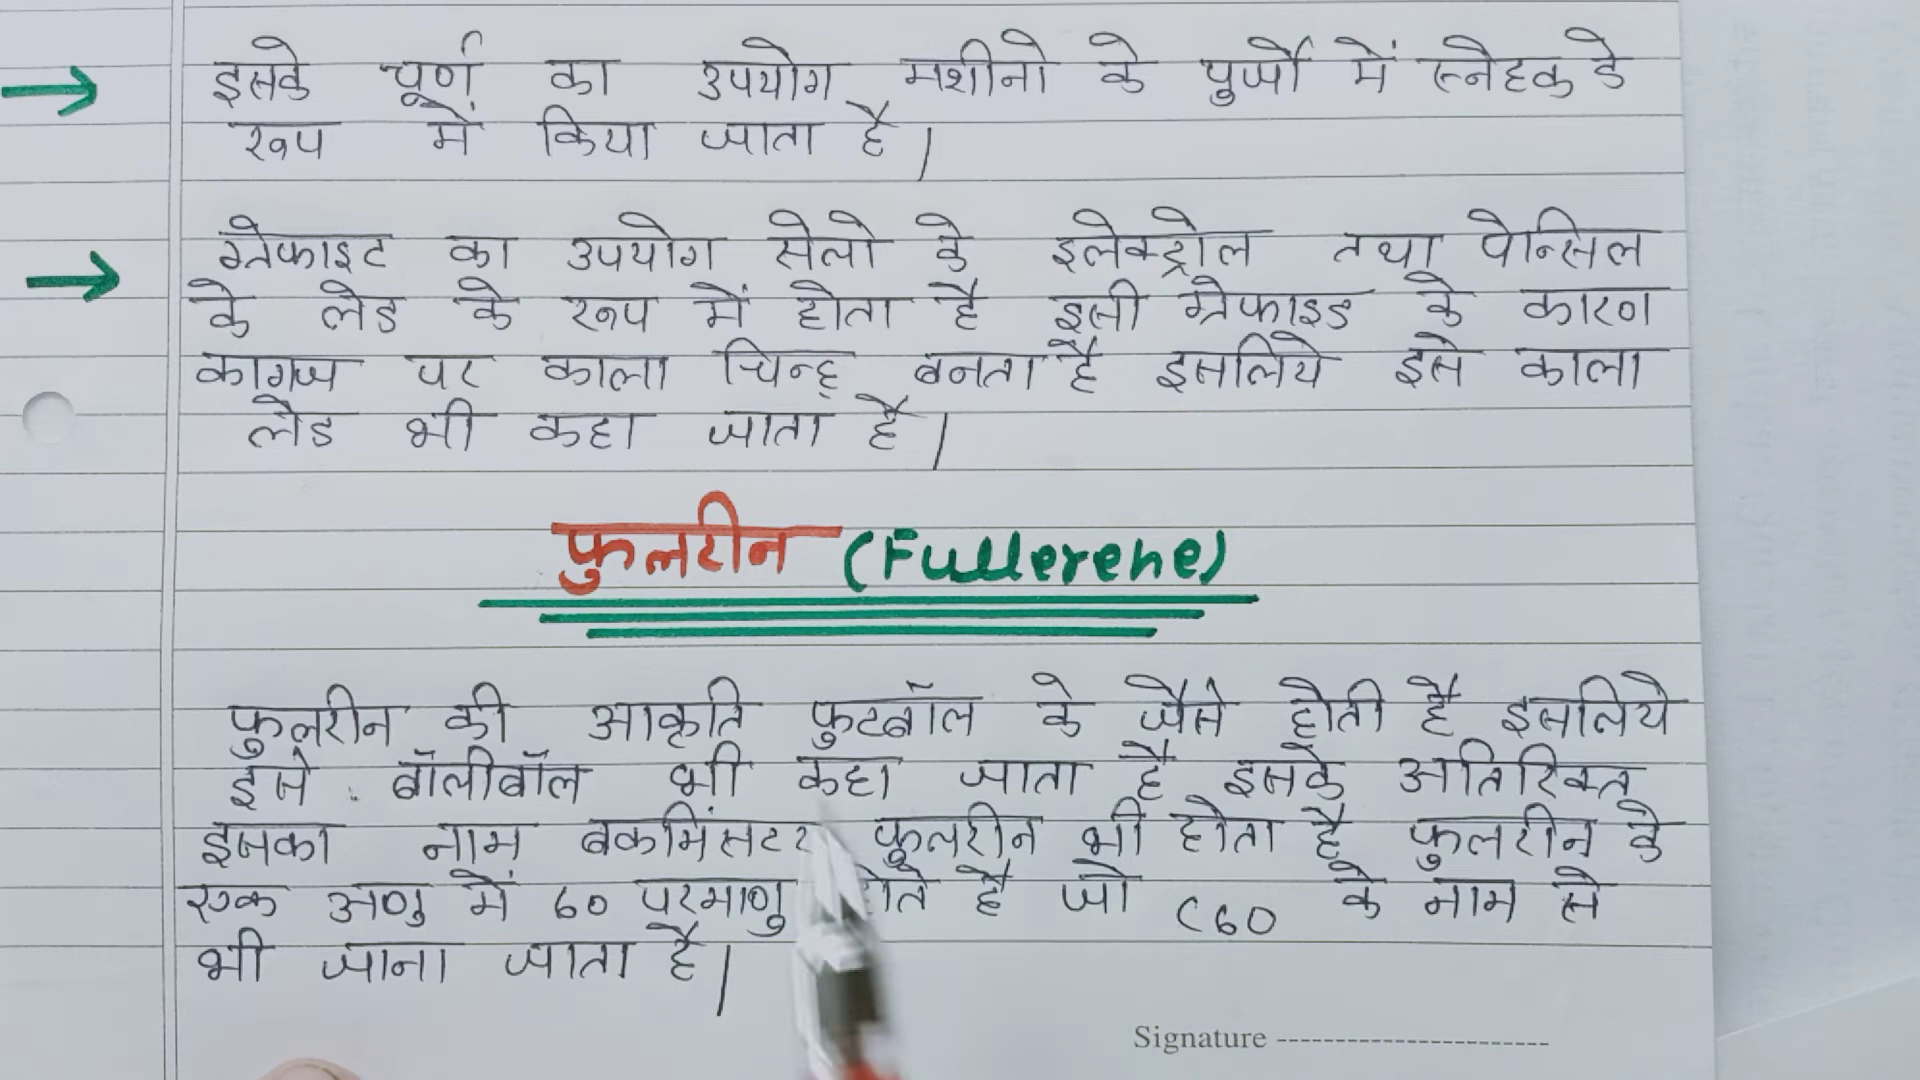 इसके चूर्ण का उपयोग मशीनो के पुर्जो में स्नेहक के
रूप में किया जाता है।
ग्रेफाइट का उपयोग सेलो के इलेक्ट्रोल तथा पेन्सिल
के लेड के रूप में होता है इसी ग्रेफाइड के कारण
कागज पर काला चिन्ह् बनता है इसलिये इसे काला
लेड भी कहा जाता है।
फुलरीन (Fullerene)
फुलरीन की आकृति फुटबॉल के जैसे होती है इसलिये
इसे बॉलीबॉल भी कहा जाता है इसके अतिरिक्त
इसका नाम बकमिंसटर फुलरीन भी होता है फुलरीन के
एक अणु में 60 परमाणु होते है जो C60 के नाम से
भी जाना जाता है।
Signature ----------------------